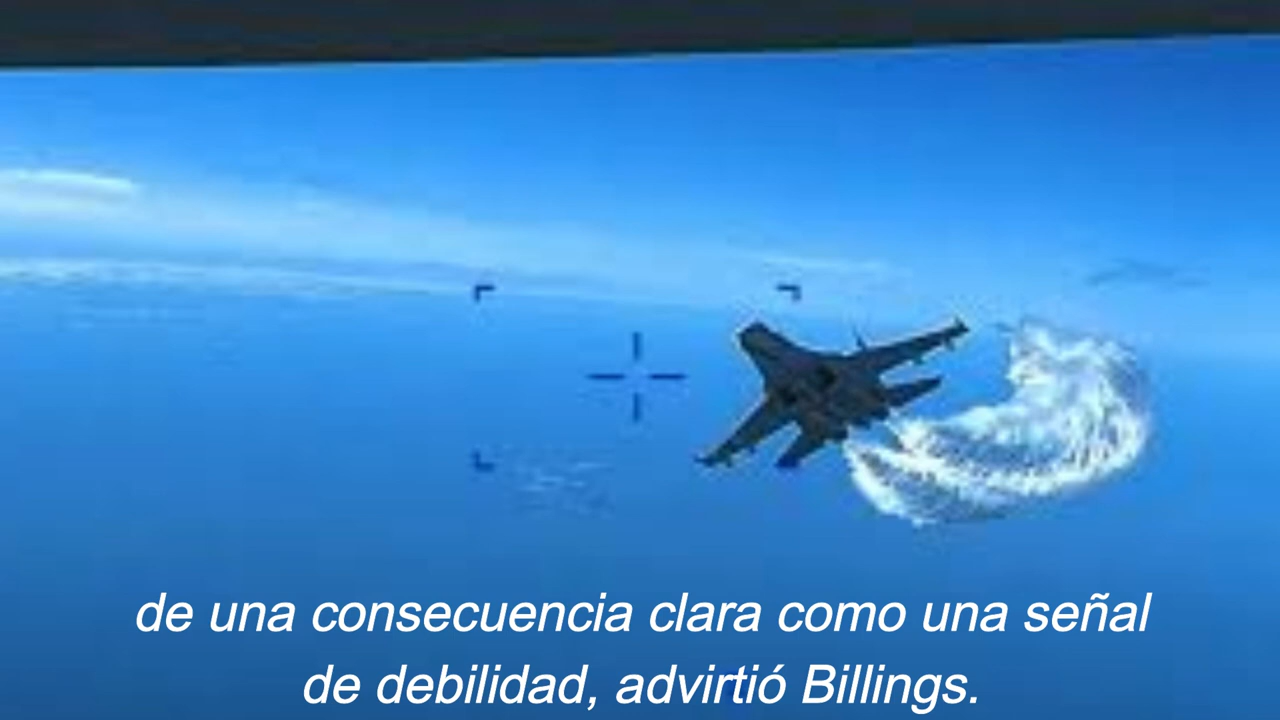 de una consecuencia clara como una señal
de debilidad, advirtió Billings.